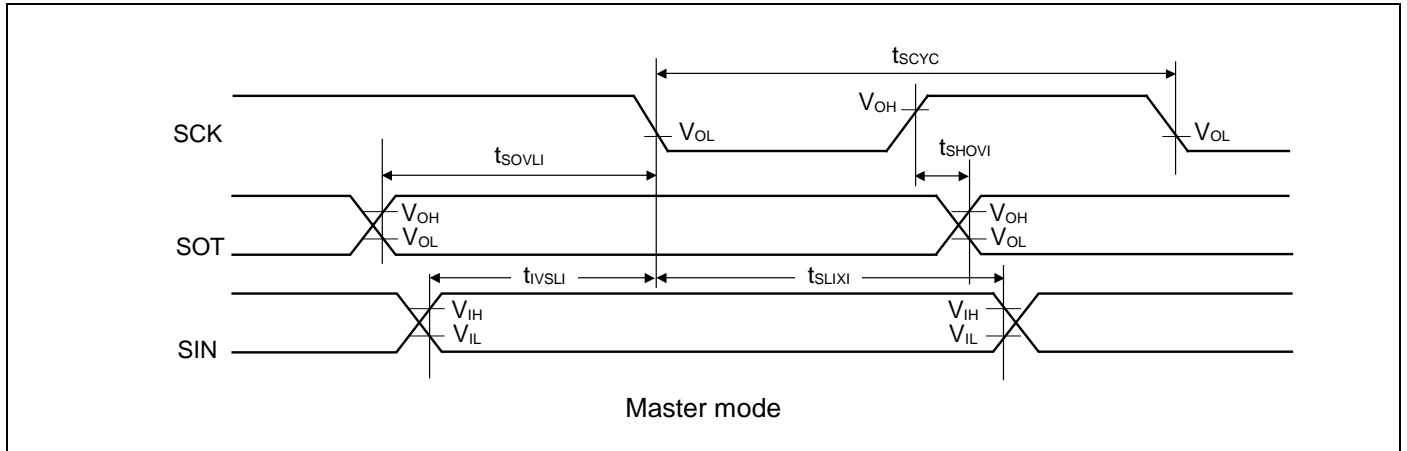 tSCYC
SCK
VOH
VOL
VOL
tSOVLI
tSHOVI
SOT
VOH
VOL
VOH
VOL
tIVSLI
tSLIXI
SIN
VIH
VIL
VIH
VIL
Master mode